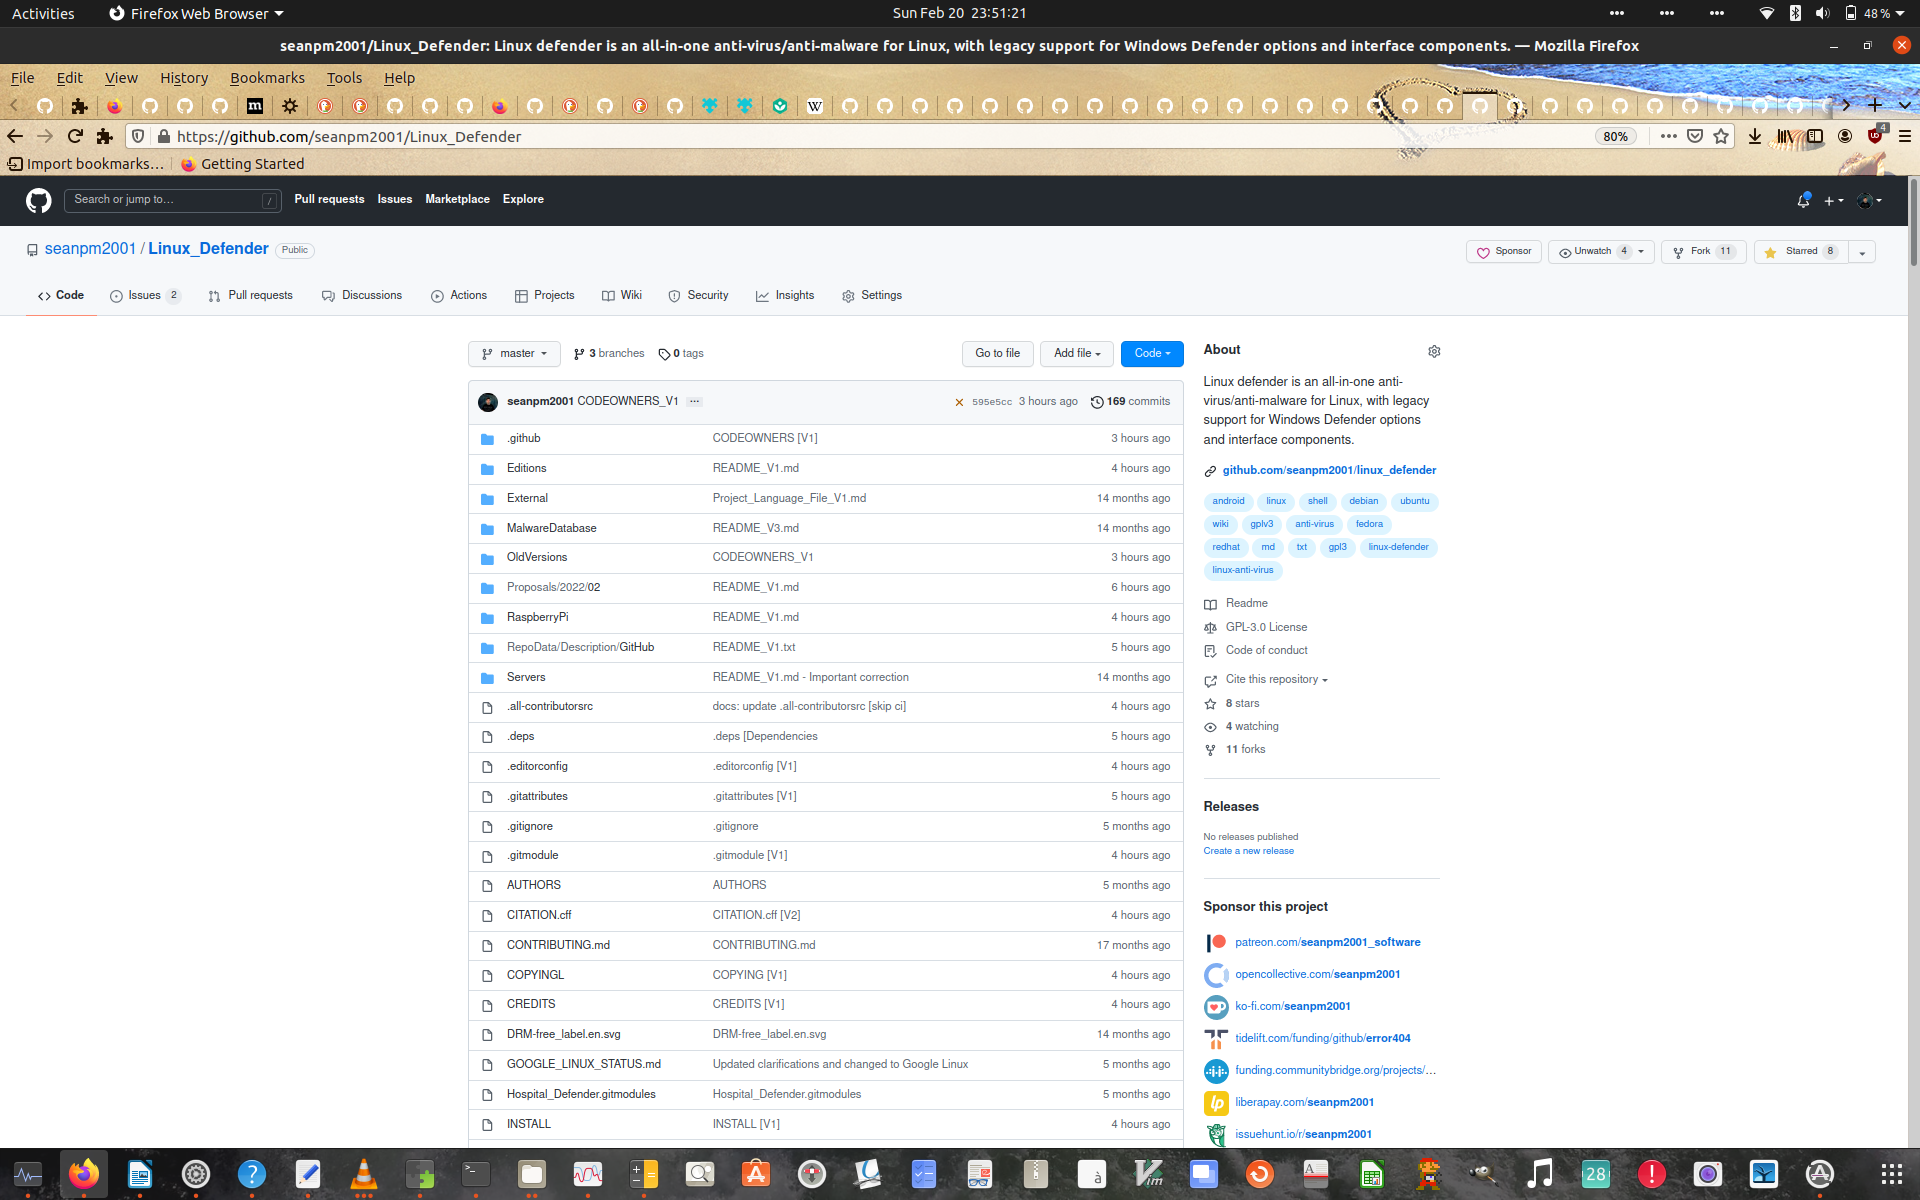 Activities Firefox Web Browser Sun Feb 20 23:51:21 48 %
seanpm2001/Linux_Defender: Linux defender is an all-in-one anti-virus/anti-malware for Linux, with legacy support for Windows Defender options and interface components. — Mozilla Firefox
File Edit View History Bookmarks Tools Help
https://github.com/seanpm2001/Linux_Defender 80% 4
Import bookmarks... Getting Started
Search or jump to... / Pull requests Issues Marketplace Explore
seanpm2001 / Linux_Defender Public Sponsor Unwatch 4 Fork 11 Starred 8
Code Issues 2 Pull requests Discussions Actions Projects Wiki Security Insights Settings
master 3 branches 0 tags Go to file Add file Code
seanpm2001 CODEOWNERS_V1 ... 595e5cc 3 hours ago 169 commits
.github CODEOWNERS [V1] 3 hours ago
Editions README_V1.md 4 hours ago
External Project_Language_File_V1.md 14 months ago
MalwareDatabase README_V3.md 14 months ago
OldVersions CODEOWNERS_V1 3 hours ago
Proposals/2022/02 README_V1.md 6 hours ago
RaspberryPi README_V1.md 4 hours ago
RepoData/Description/GitHub README_V1.txt 5 hours ago
Servers README_V1.md - Important correction 14 months ago
.all-contributorsrc docs: update .all-contributorsrc [skip ci] 4 hours ago
.deps .deps [Dependencies 5 hours ago
.editorconfig .editorconfig [V1] 4 hours ago
.gitattributes .gitattributes [V1] 5 hours ago
.gitignore .gitignore 5 months ago
.gitmodule .gitmodule [V1] 4 hours ago
AUTHORS AUTHORS 5 months ago
CITATION.cff CITATION.cff [V2] 4 hours ago
CONTRIBUTING.md CONTRIBUTING.md 17 months ago
COPYINGL COPYING [V1] 4 hours ago
CREDITS CREDITS [V1] 4 hours ago
DRM-free_label.en.svg DRM-free_label.en.svg 14 months ago
GOOGLE_LINUX_STATUS.md Updated clarifications and changed to Google Linux 5 months ago
Hospital_Defender.gitmodules Hospital_Defender.gitmodules 5 months ago
INSTALL INSTALL [V1] 4 hours ago
About
Linux defender is an all-in-one anti-
virus/anti-malware for Linux, with legacy
support for Windows Defender options
and interface components.
github.com/seanpm2001/linux_defender
android linux shell debian ubuntu
wiki gplv3 anti-virus fedora
redhat md txt gpl3 linux-defender
linux-anti-virus
Readme
GPL-3.0 License
Code of conduct
Cite this repository
8 stars
4 watching
11 forks
Releases
No releases published
Create a new release
Sponsor this project
patreon.com/seanpm2001_software
opencollective.com/seanpm2001
ko-fi.com/seanpm2001
tidelift.com/funding/github/error404
funding.communitybridge.org/projects/...
liberapay.com/seanpm2001
issuehunt.io/r/seanpm2001
28